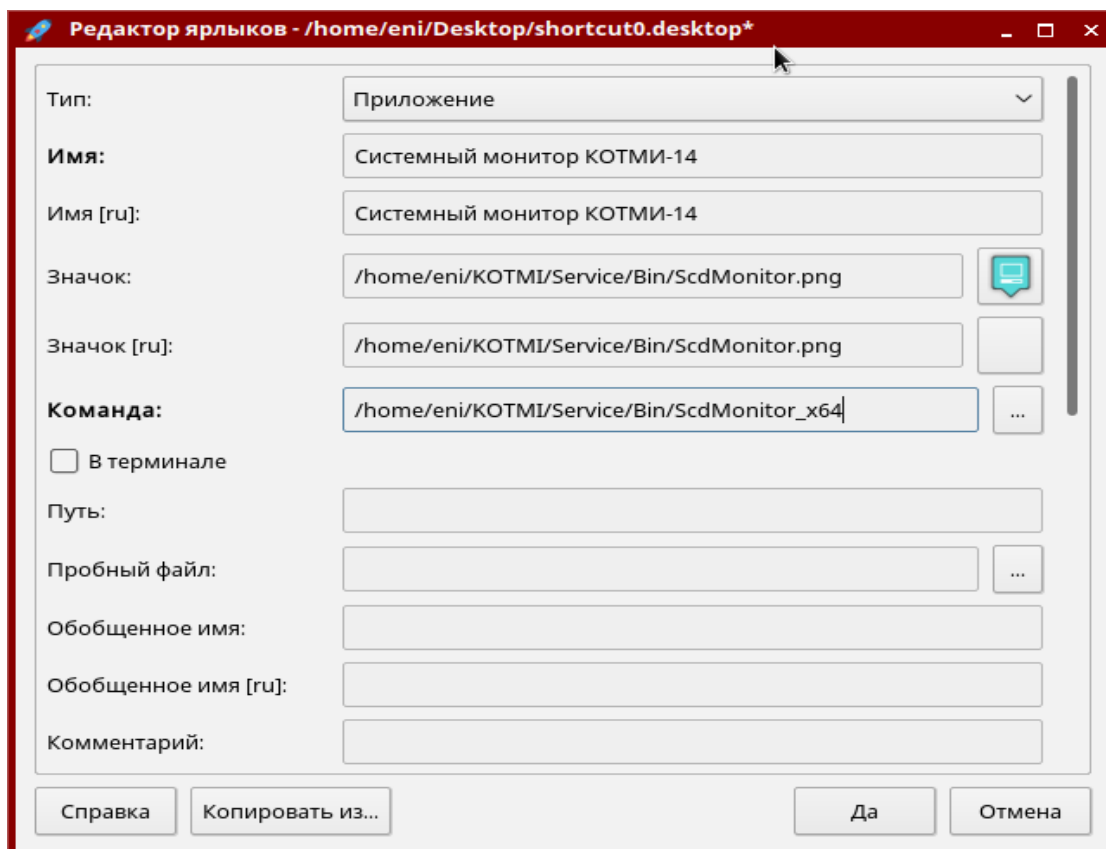 Редактор ярлыков - /home/eni/Desktop/shortcut0.desktop*
Тип: Приложение
Имя: Системный монитор КОТМИ-14
Имя [ru]: Системный монитор КОТМИ-14
Значок: /home/eni/KOTMI/Service/Bin/ScdMonitor.png
Значок [ru]: /home/eni/KOTMI/Service/Bin/ScdMonitor.png
Команда: /home/eni/KOTMI/Service/Bin/ScdMonitor_x64 ...
В терминале
Путь:
Пробный файл: ...
Обобщенное имя:
Обобщенное имя [ru]:
Комментарий:
Справка Копировать из... Да Отмена